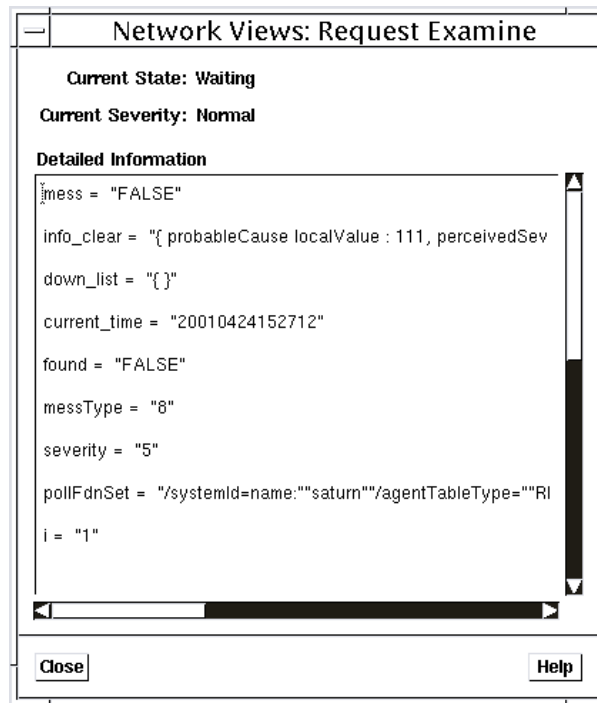 Network Views: Request Examine
Current State: Waiting
Current Severity: Normal
Detailed Information
mess = "FALSE"
info_clear = "{ probableCause localValue : 111, perceivedSev
down_list = "{ }"
current_time = "20010424152712"
found = "FALSE"
messType = "8"
severity = "5"
pollFdnSet = "/systemId=name:""saturn""/agentTableType=""RI
i = "1"
Close
Help